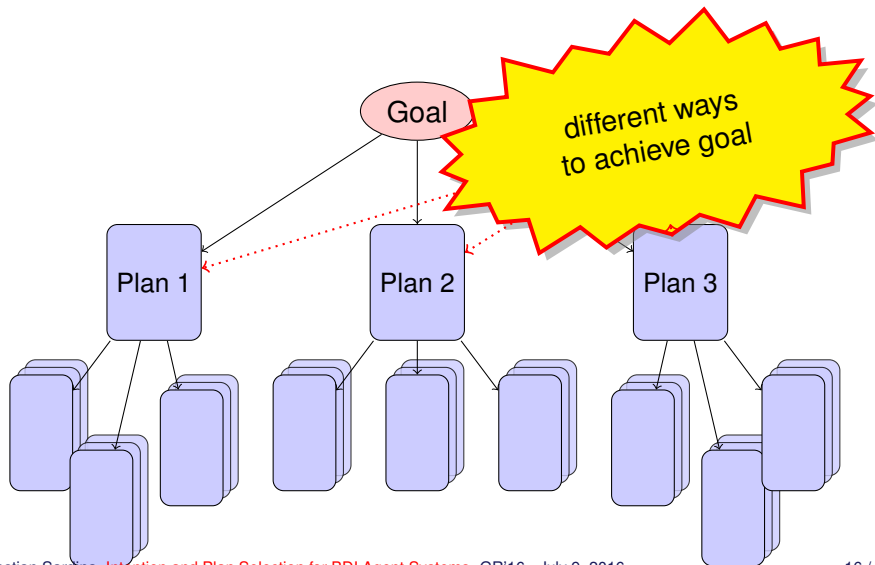 Goal
different ways
to achieve goal
Plan 1
Plan 2
Plan 3
Intention and Plan Selection for BDI Agent Systems